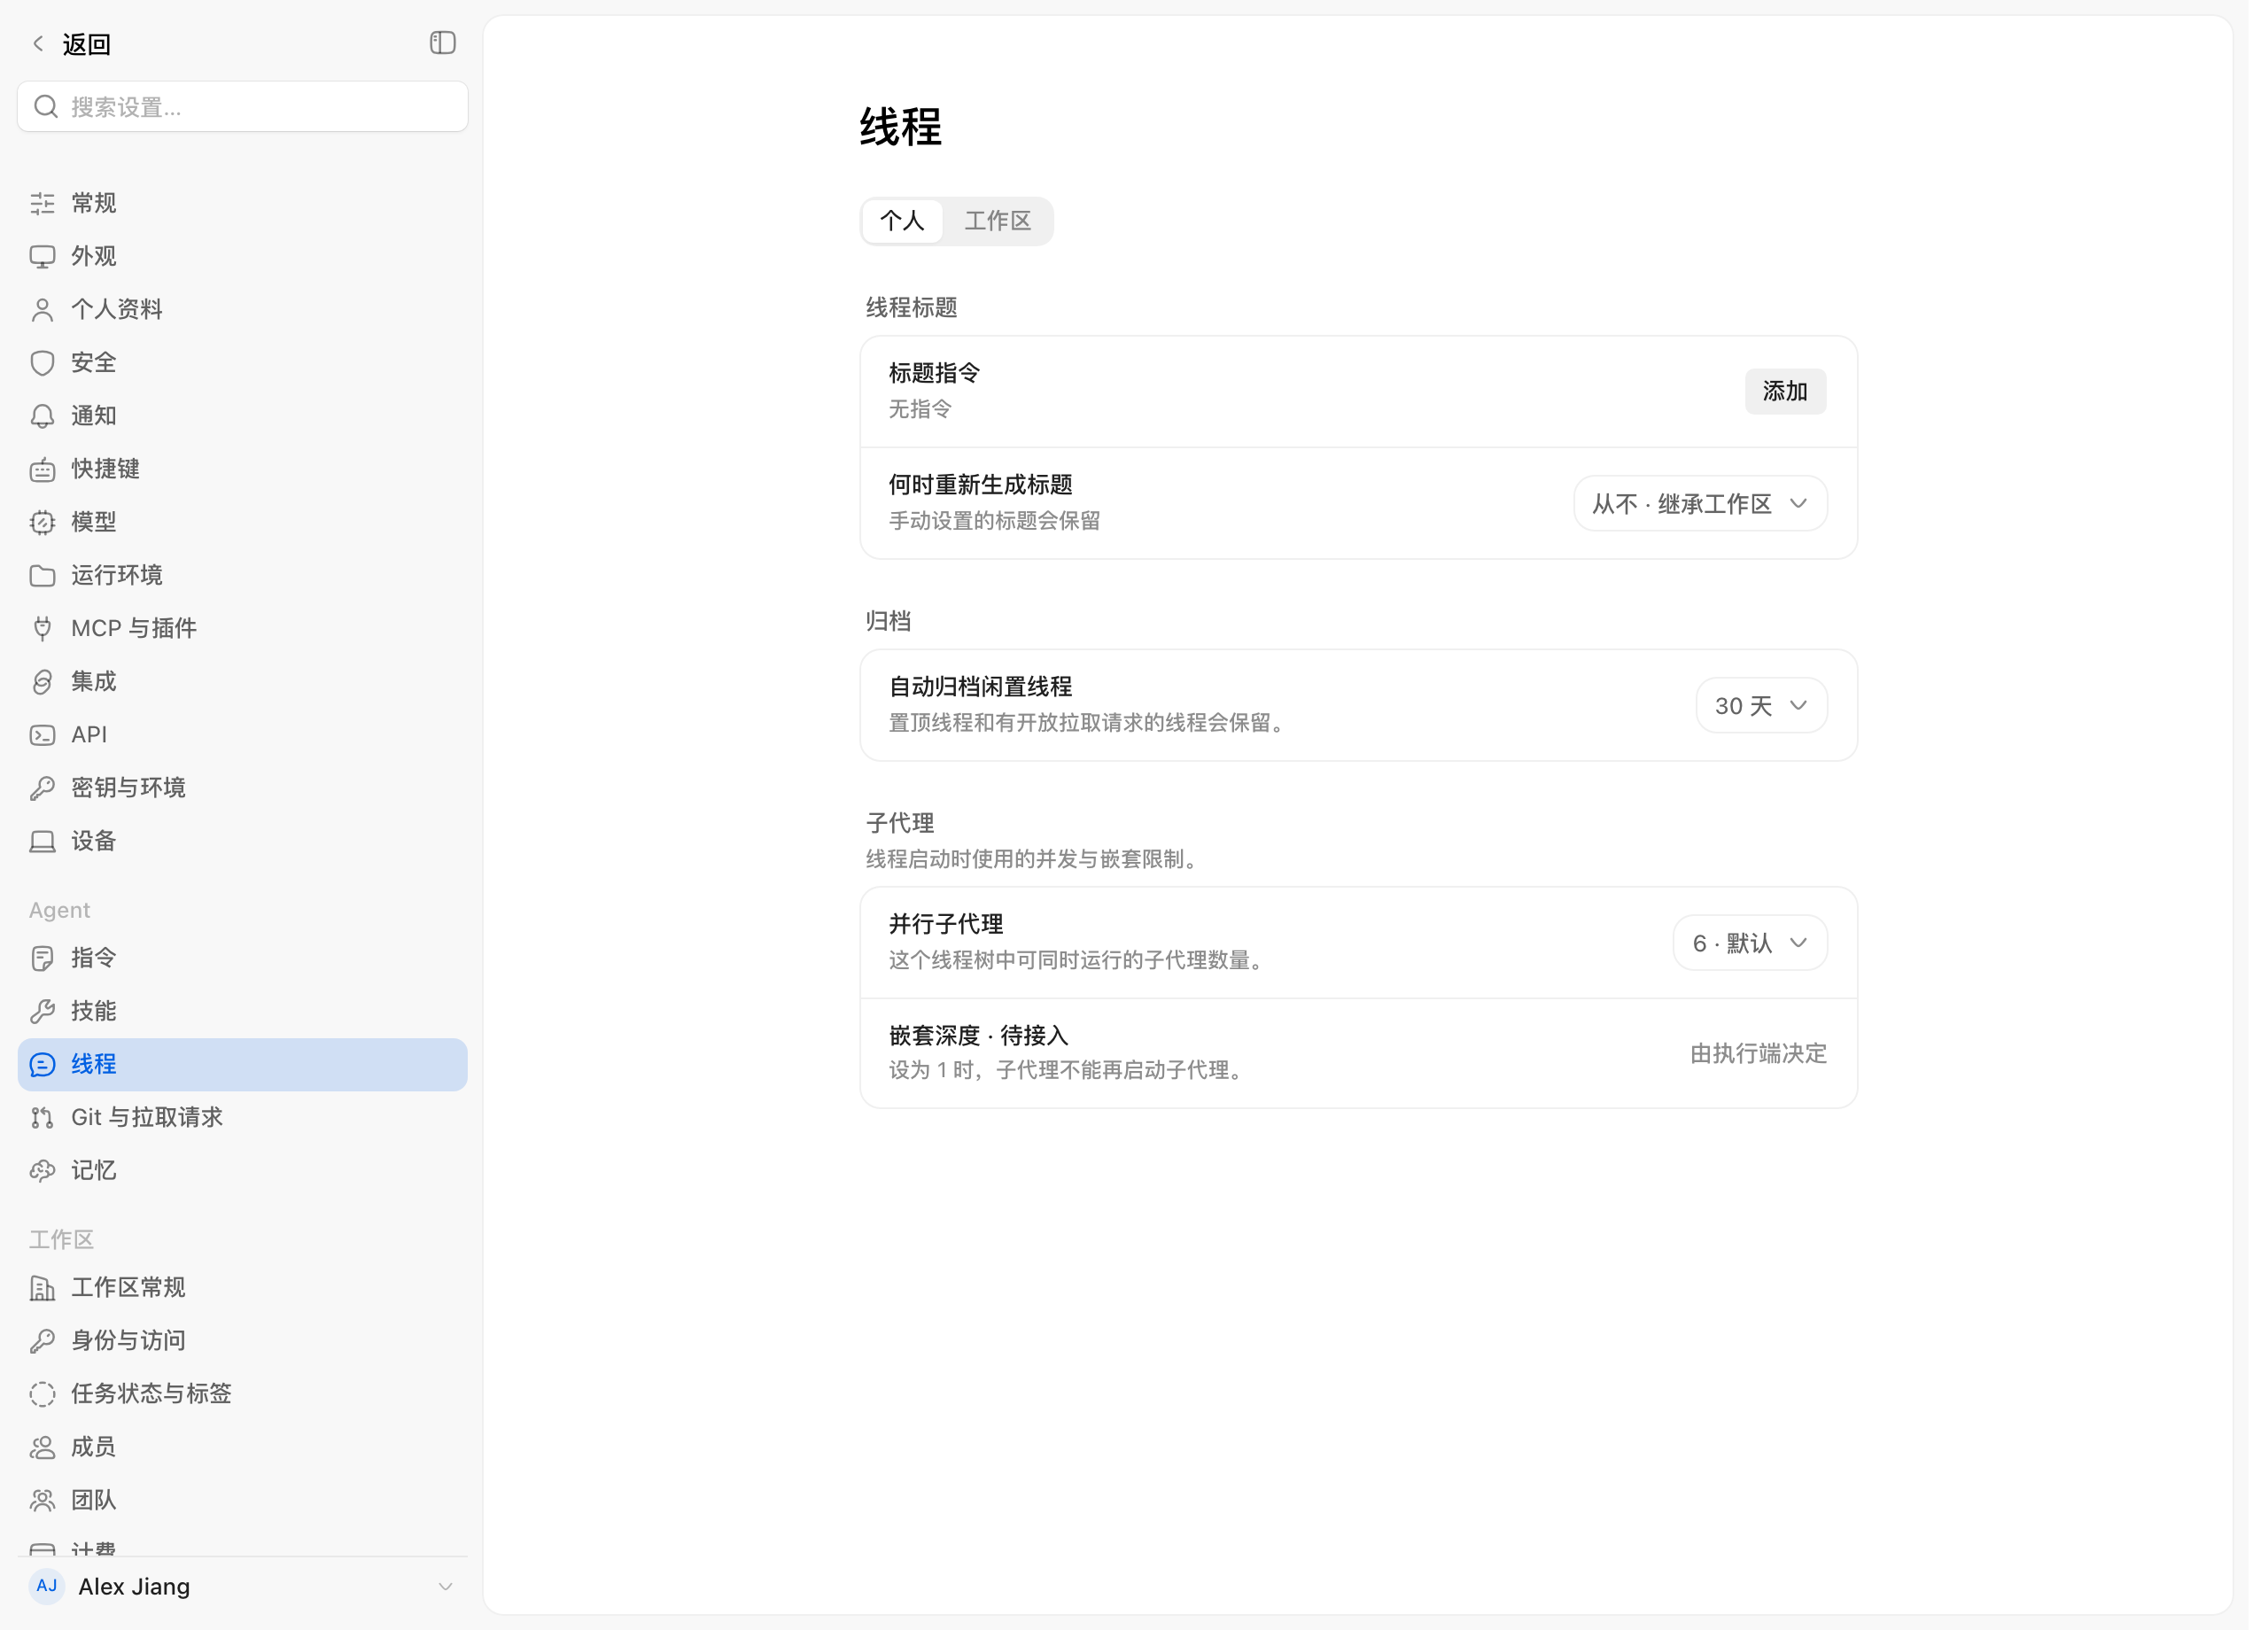 返回
搜索设置...
常规
外观
个人资料
安全
通知
快捷键
模型
运行环境
MCP 与插件
集成
API
密钥与环境
设备
Agent
指令
技能
线程
Git 与拉取请求
记忆
工作区
工作区常规
身份与访问
任务状态与标签
成员
团队
计费
AJ Alex Jiang
线程
个人 工作区
线程标题
标题指令
无指令
添加
何时重新生成标题
手动设置的标题会保留
从不 · 继承工作区
归档
自动归档闲置线程
置顶线程和有开放拉取请求的线程会保留。
30 天
子代理
线程启动时使用的并发与嵌套限制。
并行子代理
这个线程树中可同时运行的子代理数量。
6 · 默认
嵌套深度 · 待接入
设为 1 时，子代理不能再启动子代理。
由执行端决定